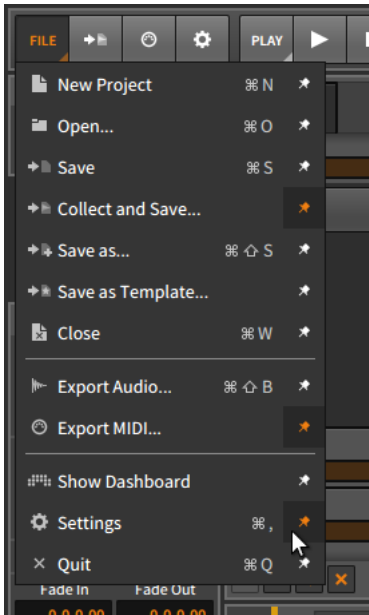 FILE PLAY
New Project ⌘ N
Open... ⌘ O
Save ⌘ S
Collect and Save...
Save as... ⌘ ⇧ S
Save as Template...
Close ⌘ W
Export Audio... ⌘ ⇧ B
Export MIDI...
Show Dashboard
Settings ⌘ ,
Quit ⌘ Q
Fade In Fade Out